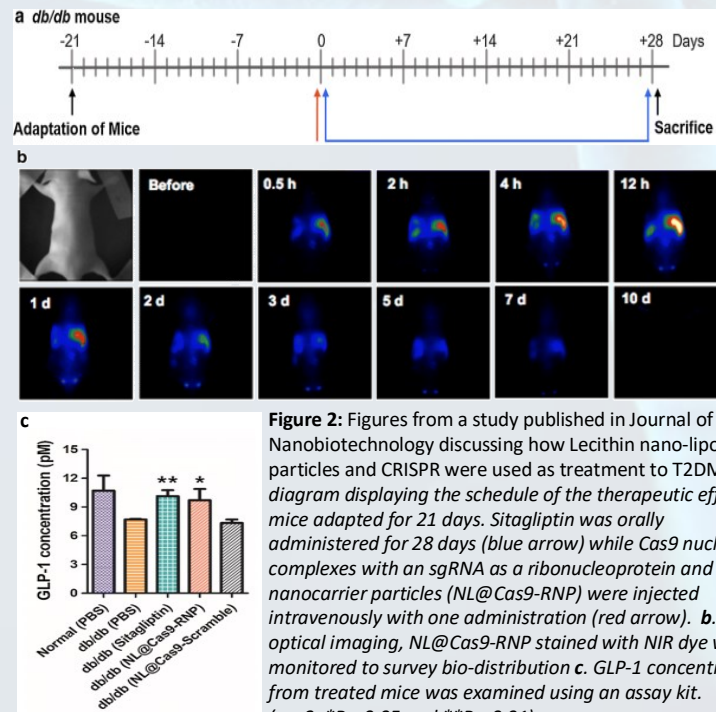 a db/db mouse
-21 -14 -7 0 +7 +14 +21 +28 Days
Adaptation of Mice Sacrifice
b
Before 0.5 h 2 h 4 h 12 h
1 d 2 d 3 d 5 d 7 d 10 d
c
GLP-1 concentration (pM)
15
12
9
6
3
0
** *
Normal (PBS)
db/db (PBS)
db/db (Sitagliptin)
db/db (NL@Cas9-RNP)
db/db (NL@Cas9-Scramble)
Figure 2: Figures from a study published in Journal of
Nanobiotechnology discussing how Lecithin
particles and CRISPR were used as treatment to
diagram displaying the schedule of the therapeutic
mice adapted for 21 days. Sitagliptin was orally
administered for 28 days (blue arrow) while Cas9
complexes with an sgRNA as a ribonucleoprotein and
nanocarrier particles (NL@Cas9-RNP) were injected
intravenously with one administration (red arrow). b.
optical imaging, NL@Cas9-RNP stained with NIR dye
monitored to survey bio-distribution c. GLP-1
from treated mice was examined using an assay kit.